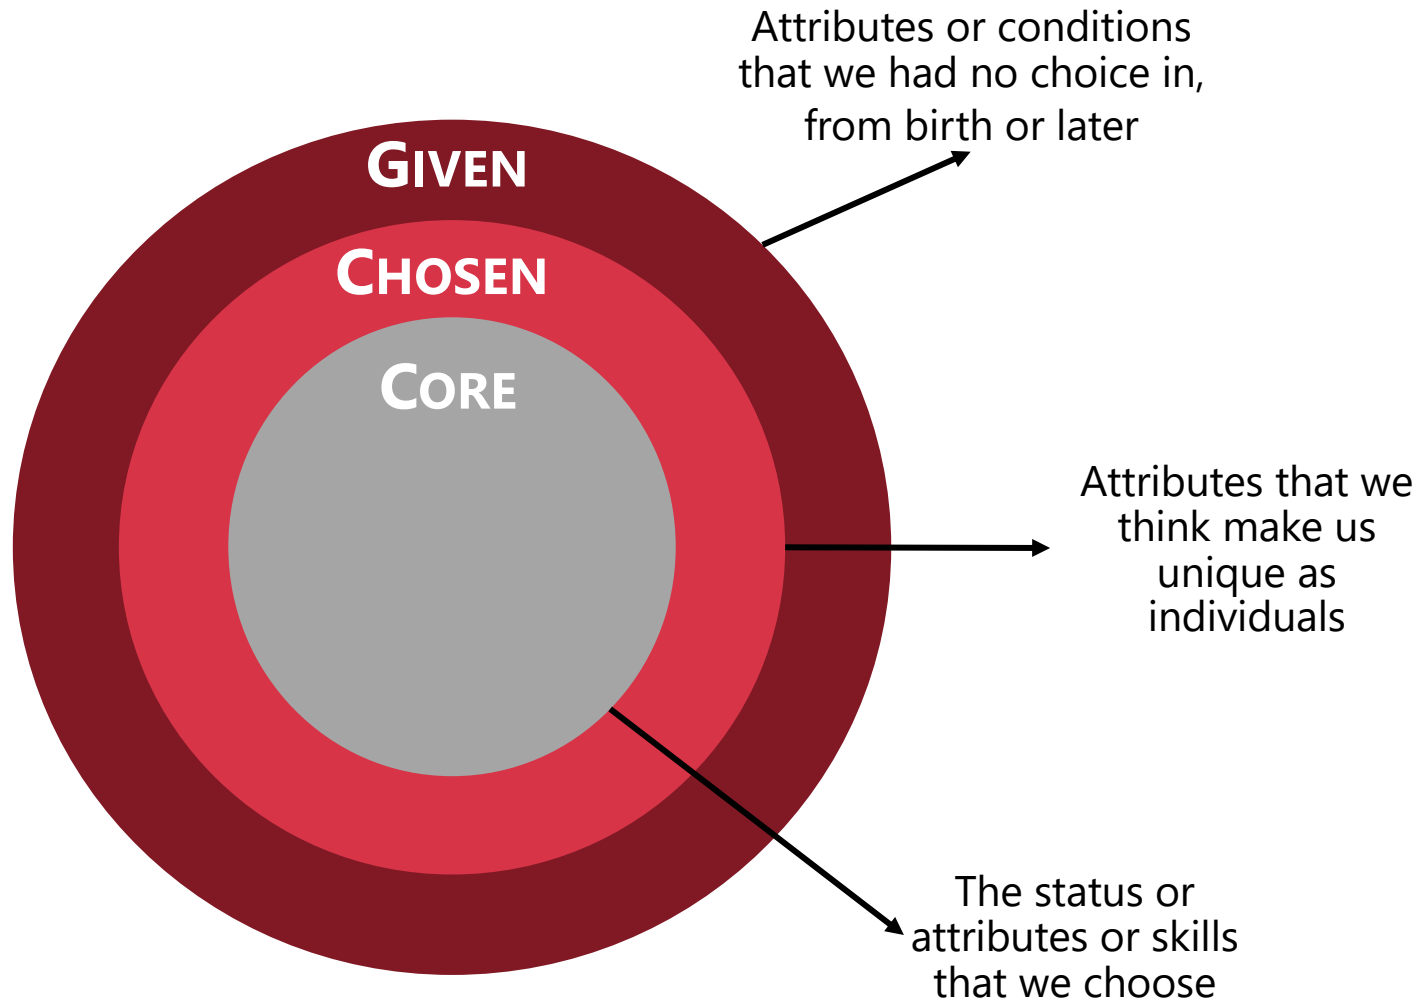 Attributes or conditions
that we had no choice in,
from birth or later
GIVEN
CHOSEN
CORE
Attributes that we
think make us
unique as
individuals
The status or
attributes or skills
that we choose